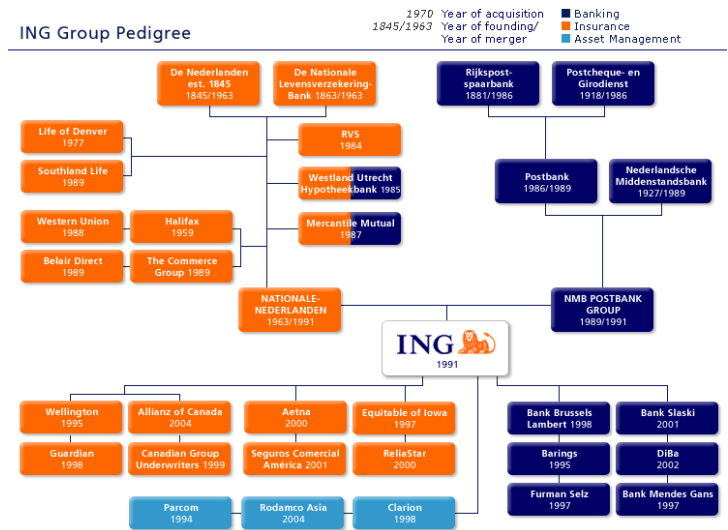 ING Group Pedigree
1970 Year of acquisition
1845/1963 Year of founding/
Year of merger
Banking
Insurance
Asset Management
De Nederlanden
est. 1845
1845/1963
De Nationale
Levensverzekering-
Bank 1863/1963
Rijkspost-
spaarbank
1881/1986
Postcheque- en
Girodienst
1918/1986
Life of Denver
1977
RVS
1984
Southland Life
1989
Westland Utrecht
Hypotheekbank 1985
Postbank
1986/1989
Nederlandsche
Middenstandsbank
1927/1989
Western Union
1988
Halifax
1959
Mercantile Mutual
1987
Belair Direct
1989
The Commerce
Group 1989
NATIONALE-
NEDERLANDEN
1963/1991
NMB POSTBANK
GROUP
1989/1991
ING
1991
Wellington
1995
Allianz of Canada
2004
Aetna
2000
Equitable of Iowa
1997
Bank Brussels
Lambert 1998
Bank Slaski
2001
Guardian
1998
Canadian Group
Underwriters 1999
Seguros Comercial
América 2001
ReliaStar
2000
Barings
1995
DiBa
2002
Furman Selz
1997
Bank Mendes Gans
1997
Parcom
1994
Rodamco Asia
2004
Clarion
1998